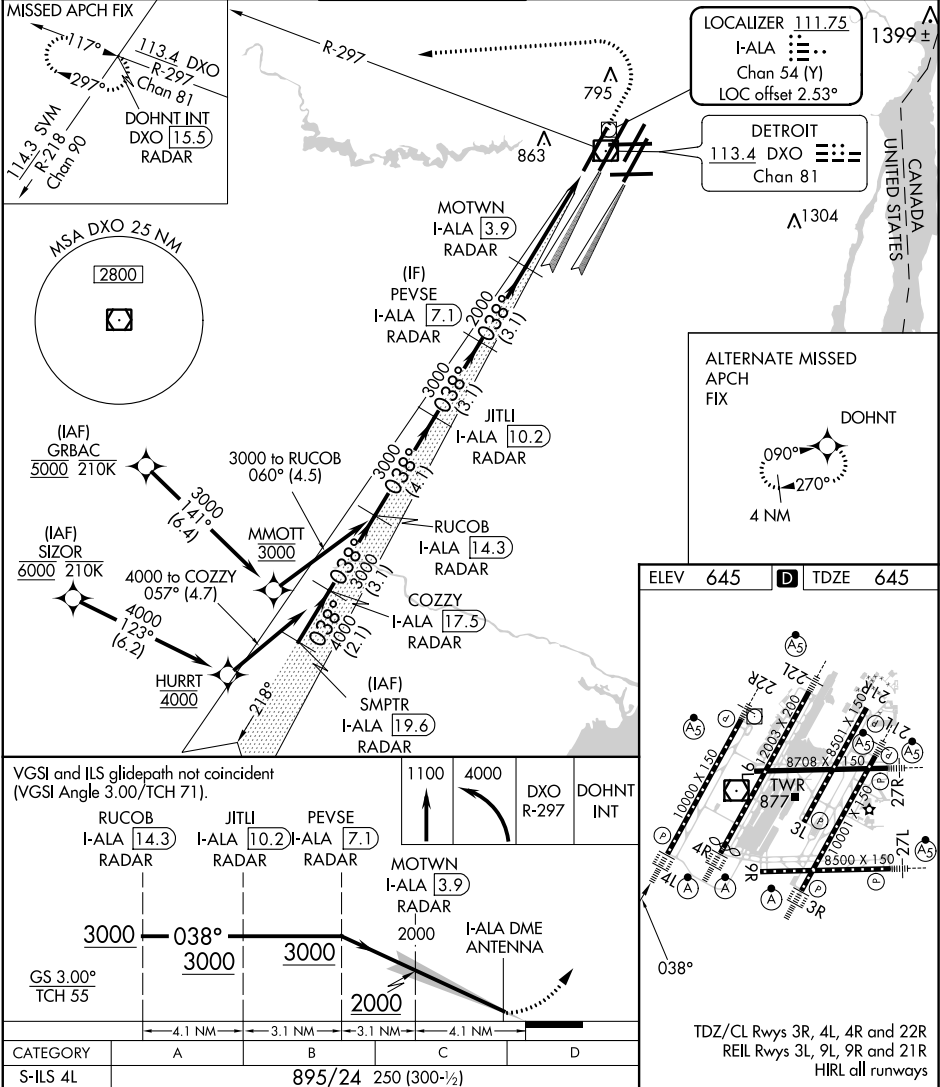 MISSED APCH FIX
117°
297°
113.4 DXO
R-297
Chan 81
114.3 SVM
R-218
Chan 90
DOHNT INT
DXO 15.5
RADAR
R-297
795
863
LOCALIZER 111.75
I-ALA
Chan 54 (Y)
LOC offset 2.53°
1399 ±
DETROIT
113.4 DXO
Chan 81
CANADA
UNITED STATES
1304
MSA DXO 25 NM
2800
MOTWN
I-ALA 3.9
RADAR
(IF)
PEVSE
I-ALA 7.1
RADAR
2000
038°
(3.1)
3000
038°
(3.1)
JITLI
I-ALA 10.2
RADAR
3000
038°
(4.1)
RUCOB
I-ALA 14.3
RADAR
038°
3000
(3.1)
COZZY
I-ALA 17.5
RADAR
038°
4000
(2.1)
(IAF)
SMPTR
I-ALA 19.6
RADAR
218°
(IAF)
GRBAC
5000 210K
3000
141°
(6.4)
3000 to RUCOB
060° (4.5)
MMOTT
3000
(IAF)
SIZOR
6000 210K
4000
123°
(6.2)
4000 to COZZY
057° (4.7)
HURRT
4000
ALTERNATE MISSED
APCH
FIX
DOHNT
090°
270°
4 NM
ELEV 645 D TDZE 645
A5
22R
22L
21R
21L
27R
27L
9L
9R
4L
4R
3L
3R
10000 X 150
12003 X 200
8501 X 150
8708 X 150
10001 X 150
8500 X 150
TWR
877
P
P
P
P
P
P
P
A5
A5
A5
A5
A
A
A
038°
TDZ/CL Rwys 3R, 4L, 4R and 22R
REIL Rwys 3L, 9L, 9R and 21R
HIRL all runways
VGSI and ILS glidepath not coincident
(VGSI Angle 3.00/TCH 71).
1100
4000
DXO
R-297
DOHNT
INT
RUCOB
I-ALA 14.3
RADAR
JITLI
I-ALA 10.2
RADAR
PEVSE
I-ALA 7.1
RADAR
MOTWN
I-ALA 3.9
RADAR
2000
I-ALA DME
ANTENNA
3000
038°
3000
3000
2000
GS 3.00°
TCH 55
4.1 NM
3.1 NM
3.1 NM
4.1 NM
CATEGORY A B C D
S-ILS 4L 895/24 250 (300-½)